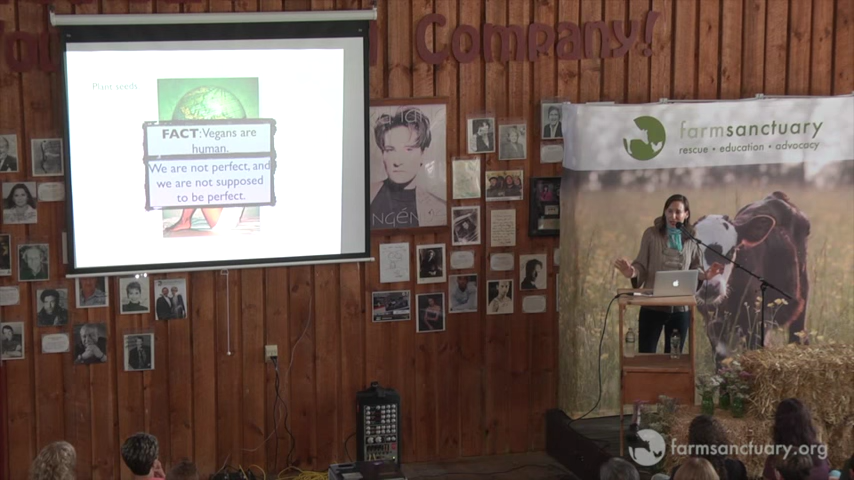 Company!
Plant seeds
FACT: Vegans are
human.
We are not perfect, and
we are not supposed
to be perfect.
farmsanctuary
rescue • education • advocacy
farmsanctuary.org